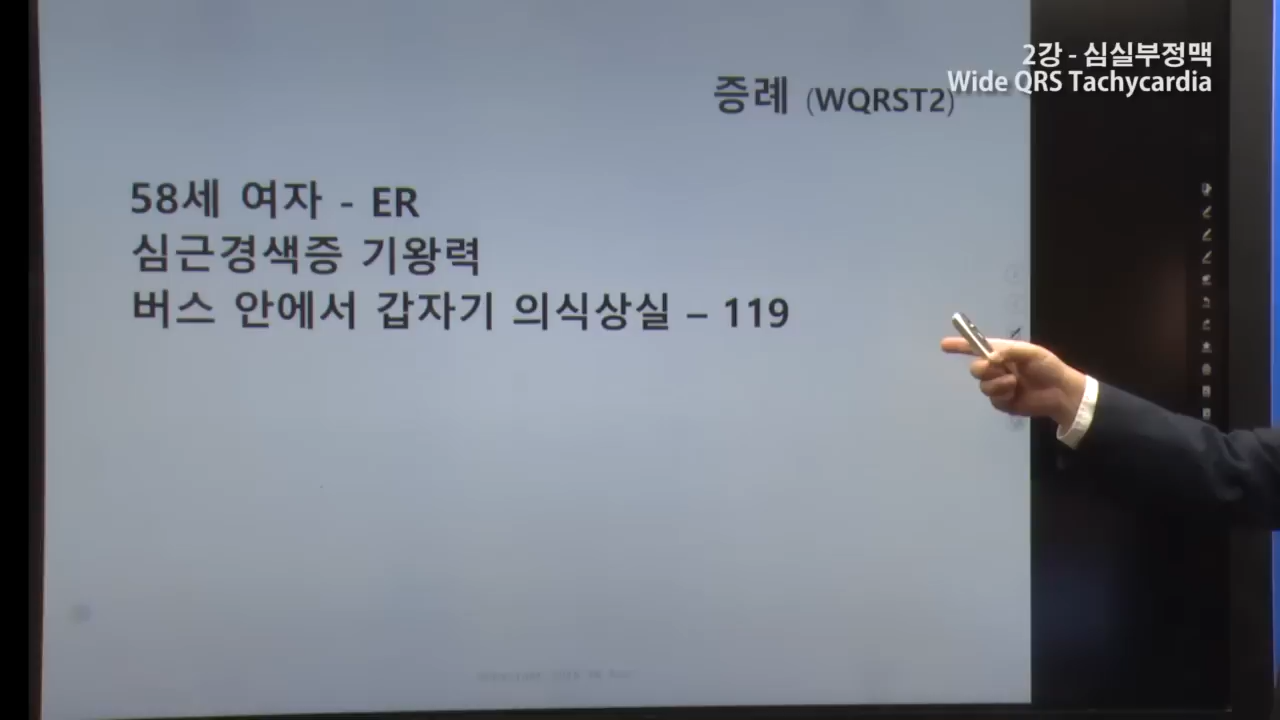 2강 - 심실부정맥
Wide QRS Tachycardia
증례 (WQRST2)
58세 여자 - ER
심근경색증 기왕력
버스 안에서 갑자기 의식상실 – 119